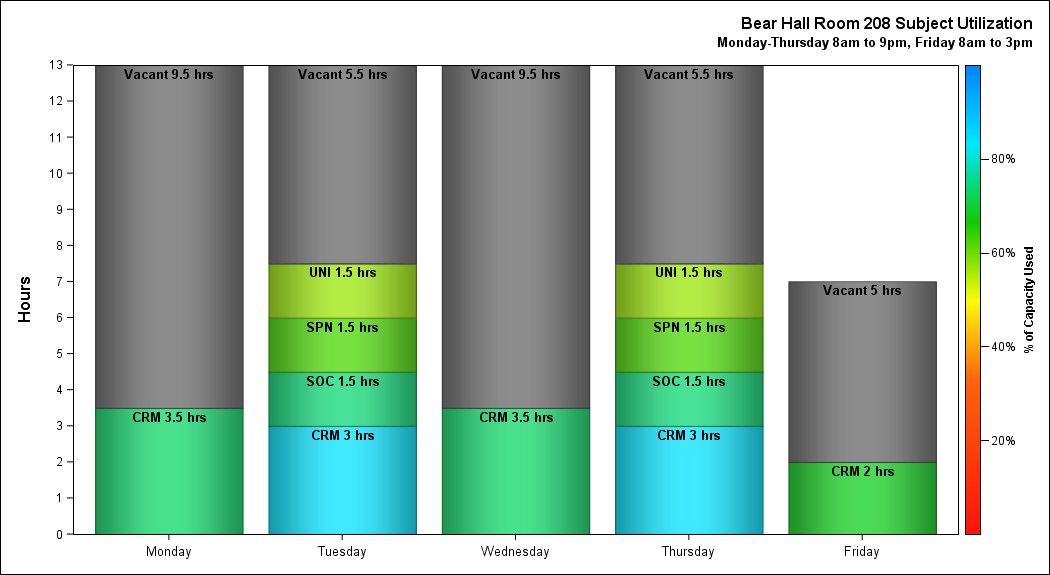 Bear Hall Room 208 Subject Utilization
Monday-Thursday 8am to 9pm, Friday 8am to 3pm
Hours
13
12
11
10
9
8
7
6
5
4
3
2
1
0
Vacant 9.5 hrs
CRM 3.5 hrs
Vacant 5.5 hrs
UNI 1.5 hrs
SPN 1.5 hrs
SOC 1.5 hrs
CRM 3 hrs
Vacant 9.5 hrs
CRM 3.5 hrs
Vacant 5.5 hrs
UNI 1.5 hrs
SPN 1.5 hrs
SOC 1.5 hrs
CRM 3 hrs
Vacant 5 hrs
CRM 2 hrs
Monday
Tuesday
Wednesday
Thursday
Friday
80%
60%
40%
20%
% of Capacity Used